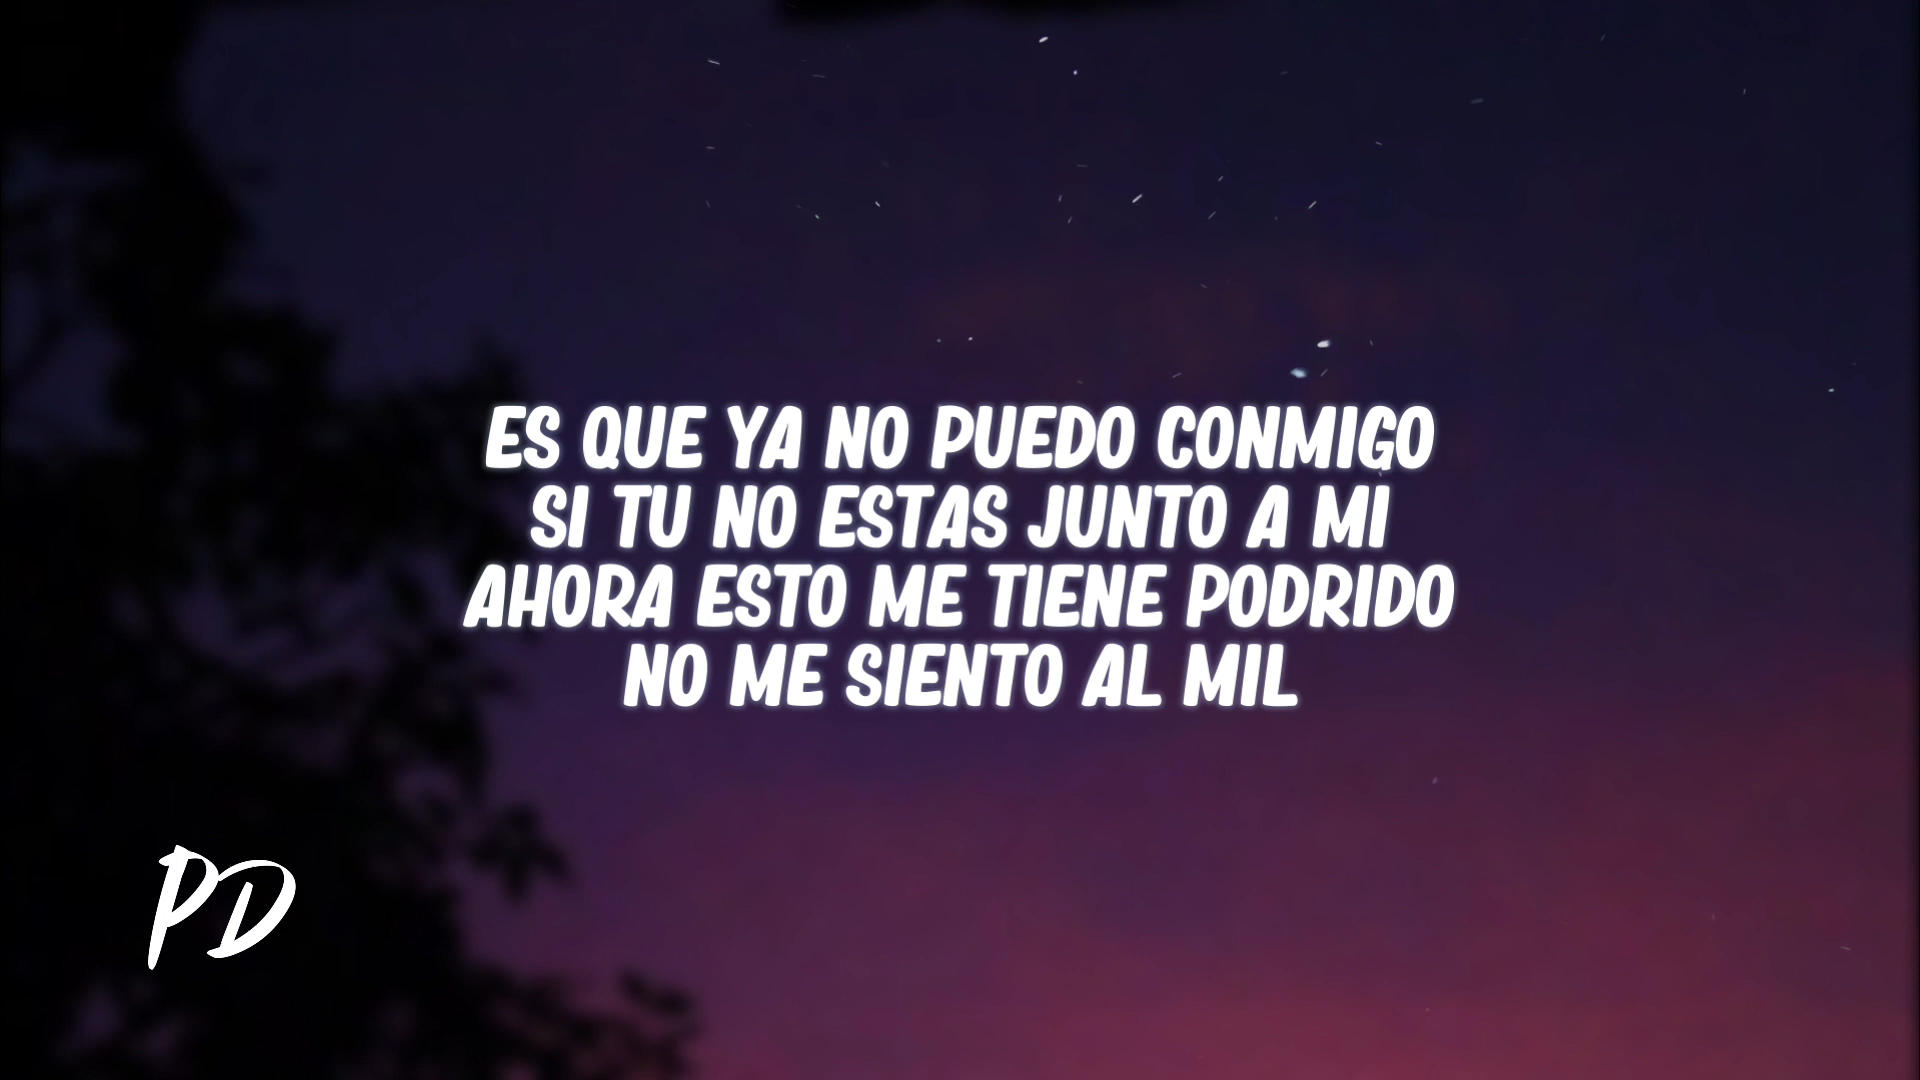 ES QUE YA NO PUEDO CONMIGO
SI TU NO ESTAS JUNTO A MI
AHORA ESTO ME TIENE PODRIDO
NO ME SIENTO AL MIL
PD